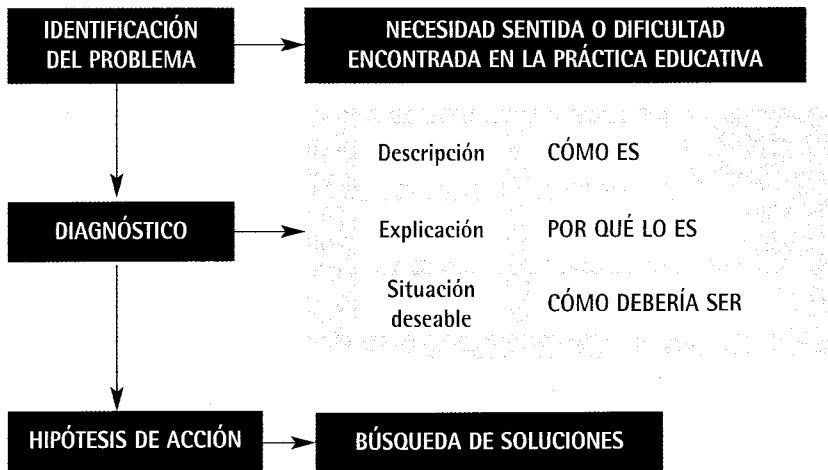 IDENTIFICACIÓN
DEL PROBLEMA
NECESIDAD SENTIDA O DIFICULTAD
ENCONTRADA EN LA PRÁCTICA EDUCATIVA
DIAGNÓSTICO
Descripción CÓMO ES
Explicación POR QUÉ LO ES
Situación
deseable CÓMO DEBERÍA SER
HIPÓTESIS DE ACCIÓN
BÚSQUEDA DE SOLUCIONES